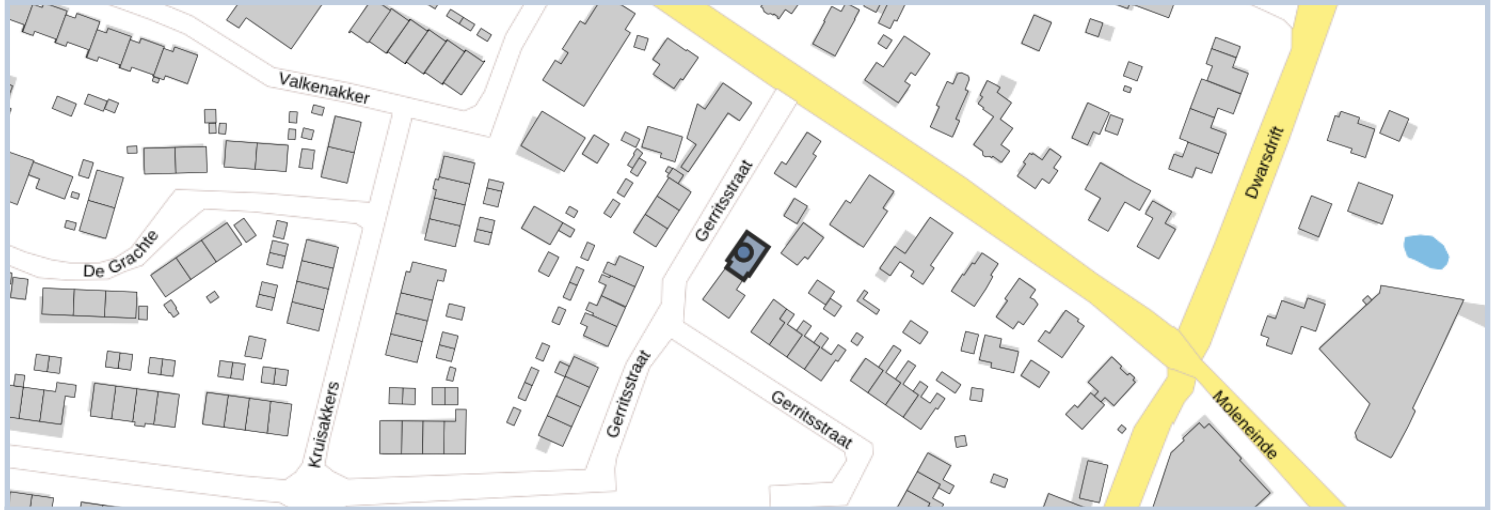 Valkenakker
Dwarsdrift
Gerritsstraat
De Grachte
Gerritsstraat
Kruisakkers
Gerritsstraat
Moleneinde